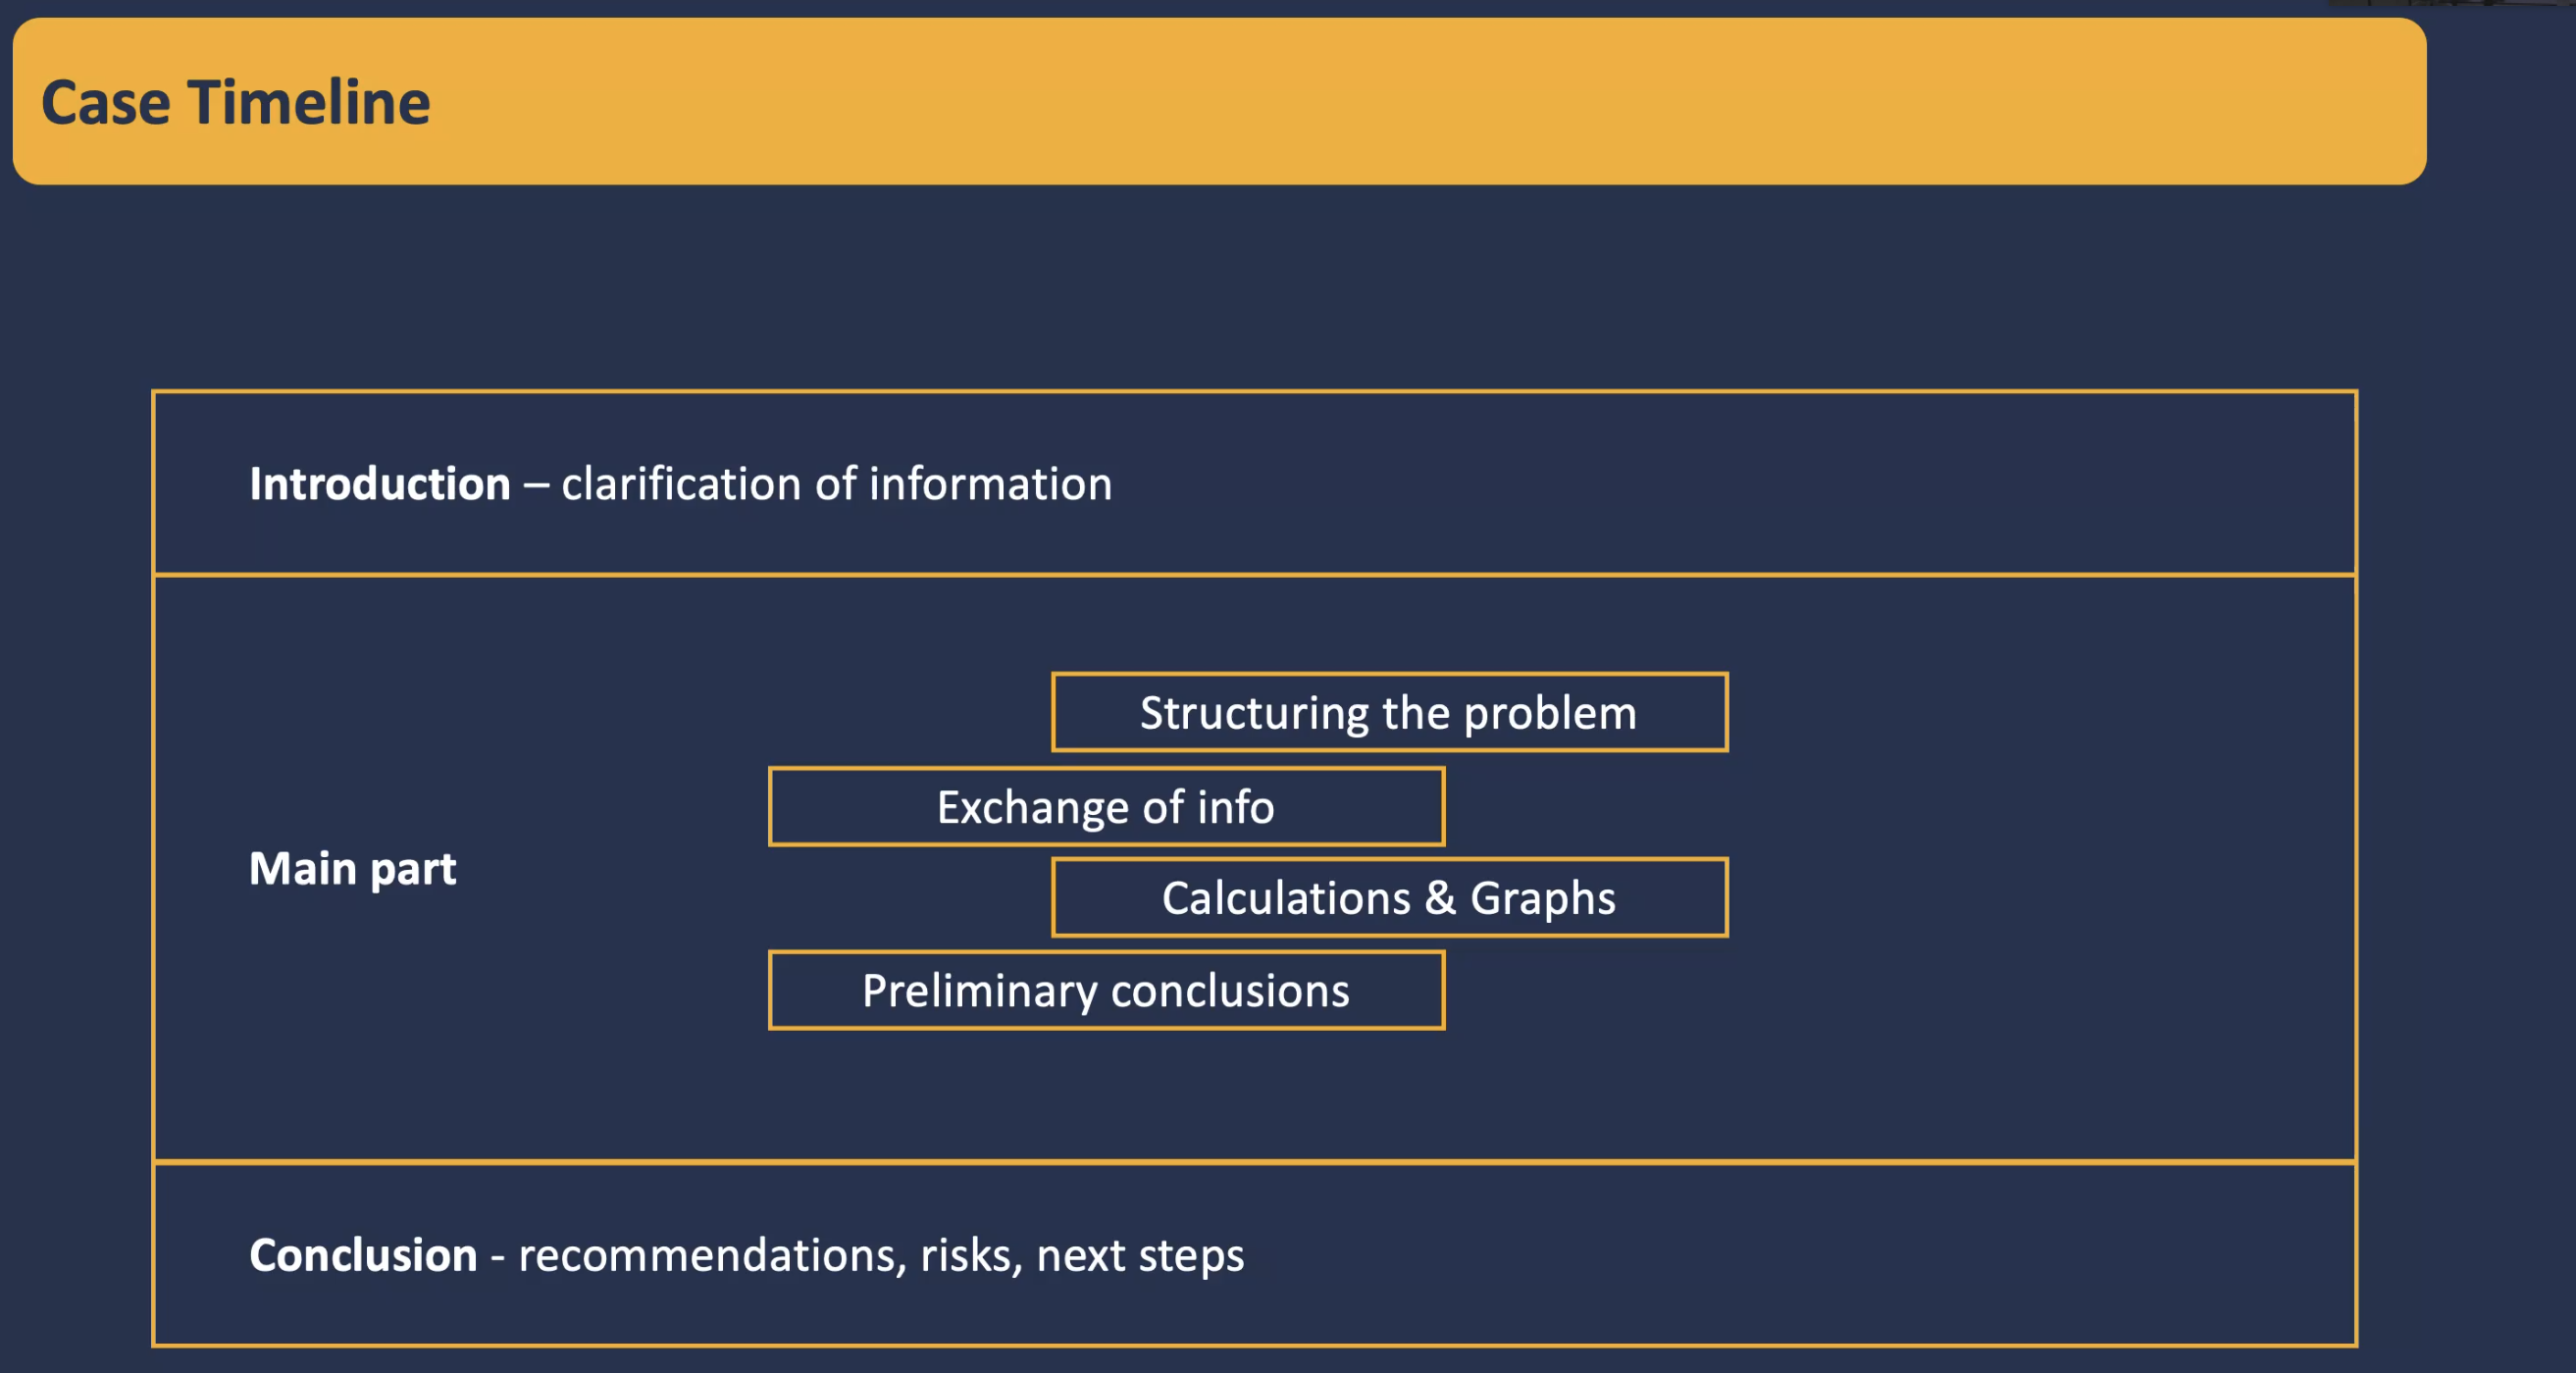 Case Timeline
Introduction – clarification of information
Structuring the problem
Exchange of info
Main part
Calculations & Graphs
Preliminary conclusions
Conclusion - recommendations, risks, next steps